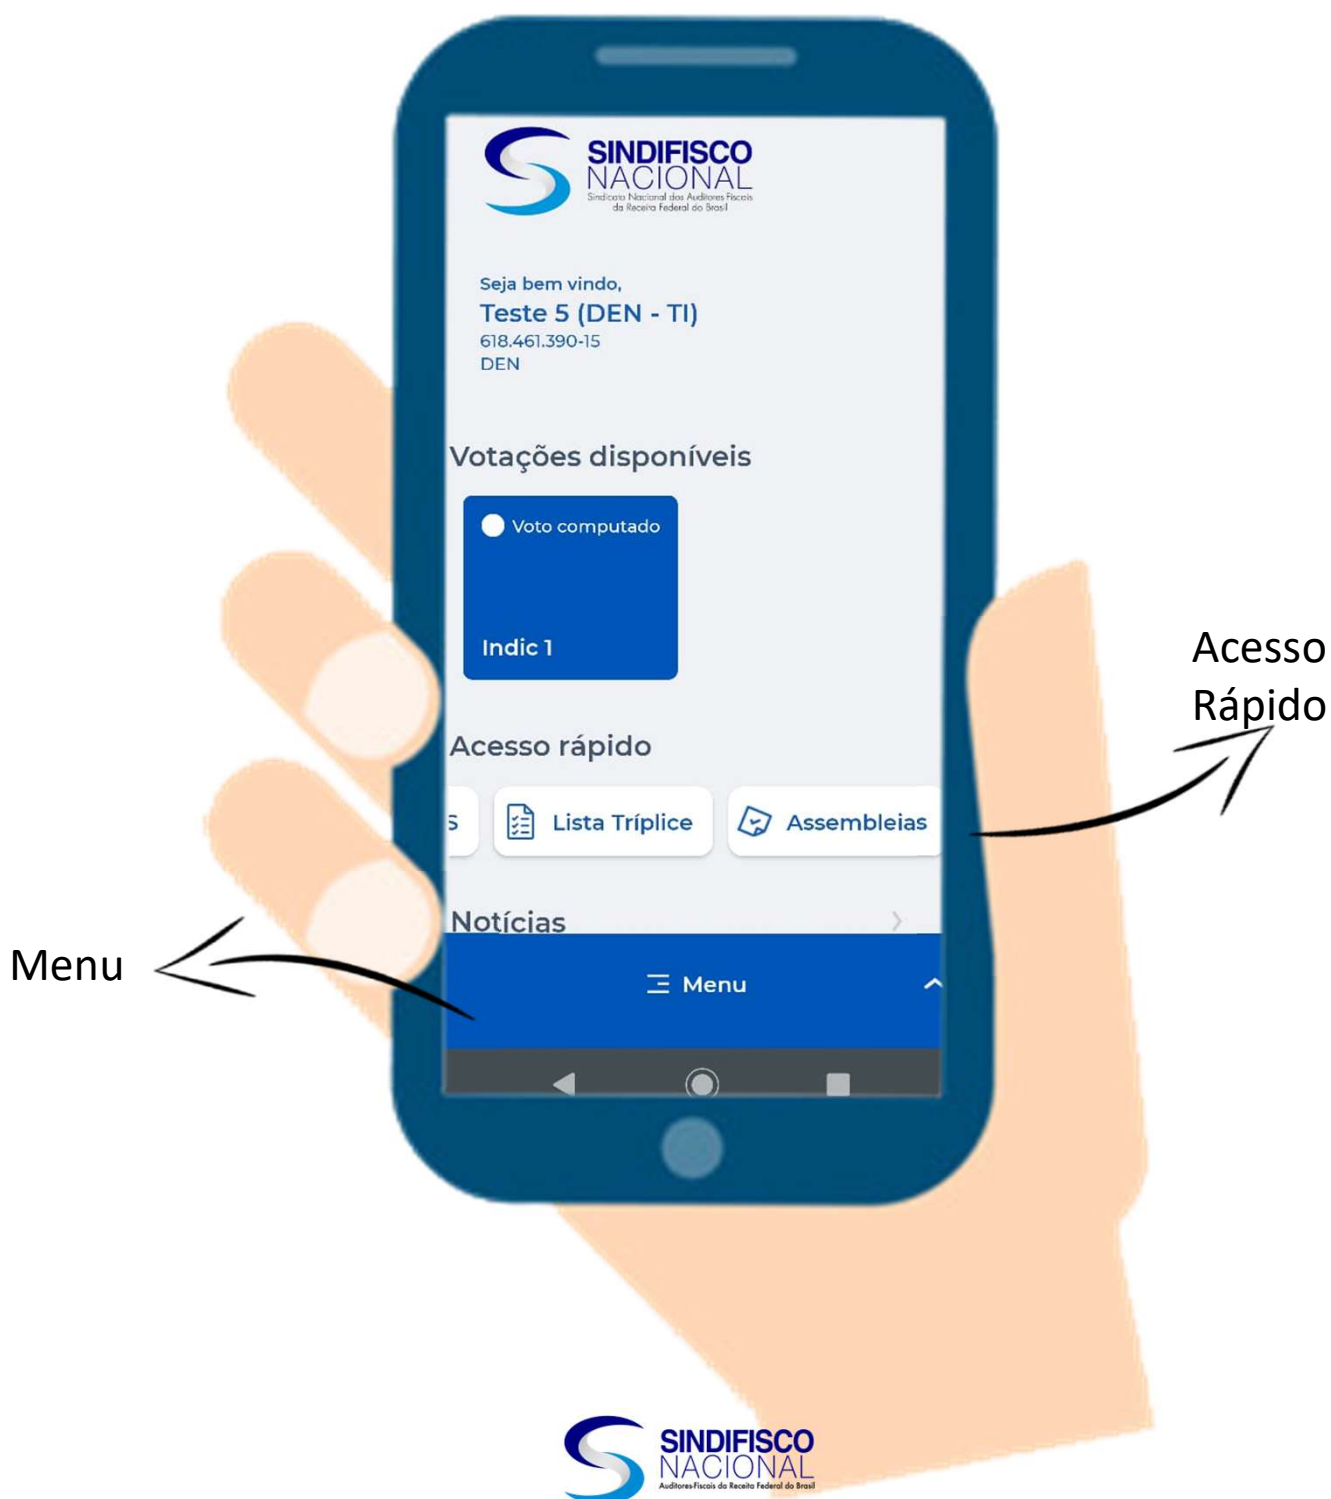 SINDIFISCO
NACIONAL
Sindicato Nacional dos Auditores Fiscais
da Receita Federal do Brasil
Seja bem vindo,
Teste 5 (DEN - TI)
618.461.390-15
DEN
Votações disponíveis
Voto computado
Indic 1
Acesso
Rápido
Acesso rápido
S
Lista Tríplice
Assembleias
Notícias
Menu
Menu
SINDIFISCO
NACIONAL
Auditores-Fiscais da Receita Federal do Brasil